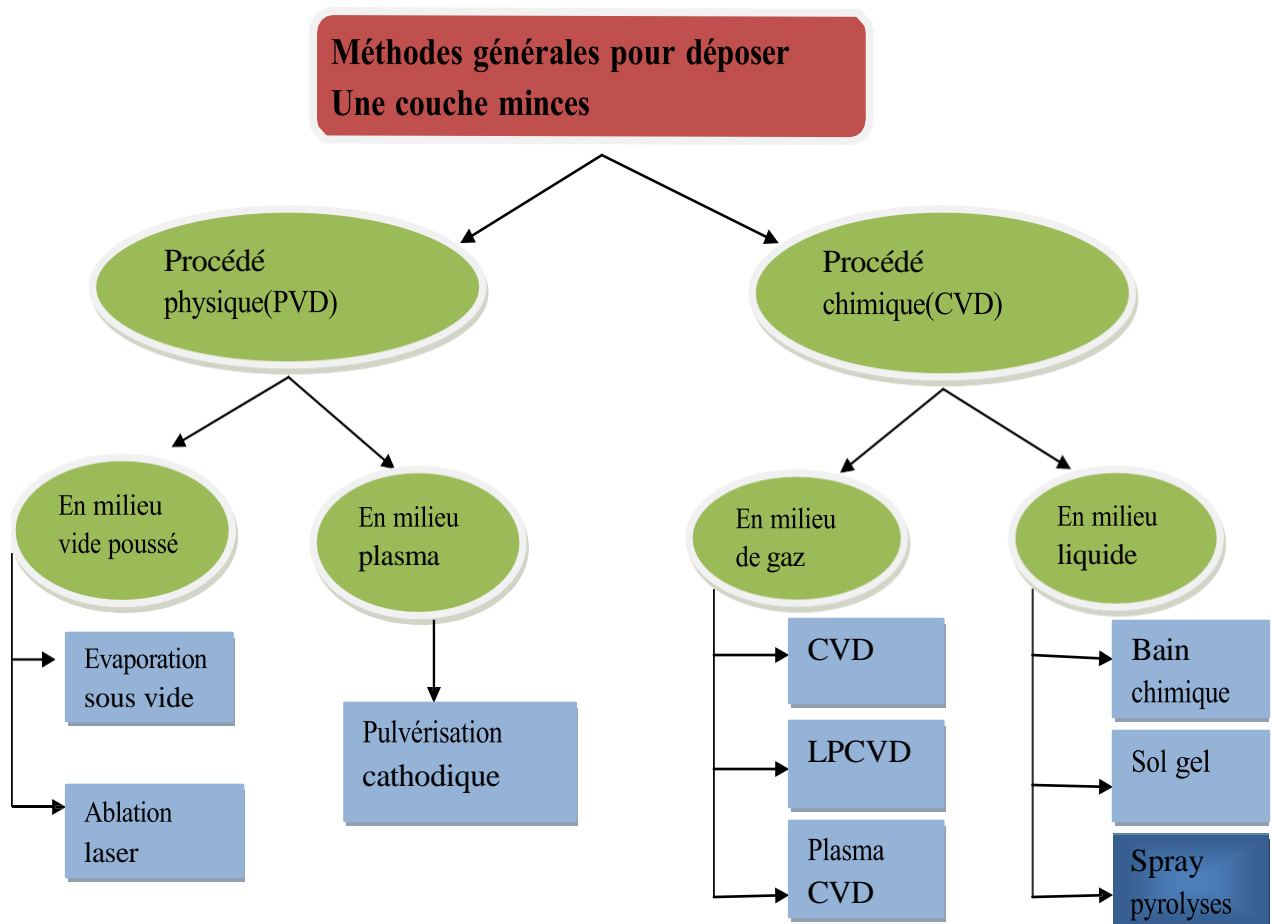 Méthodes générales pour déposer
Une couche minces
Procédé
physique(PVD)
Procédé
chimique(CVD)
En milieu
vide poussé
En milieu
plasma
En milieu
de gaz
En milieu
liquide
Evaporation
sous vide
Ablation
laser
Pulvérisation
cathodique
CVD
LPCVD
Plasma
CVD
Bain
chimique
Sol gel
Spray
pyrolyses